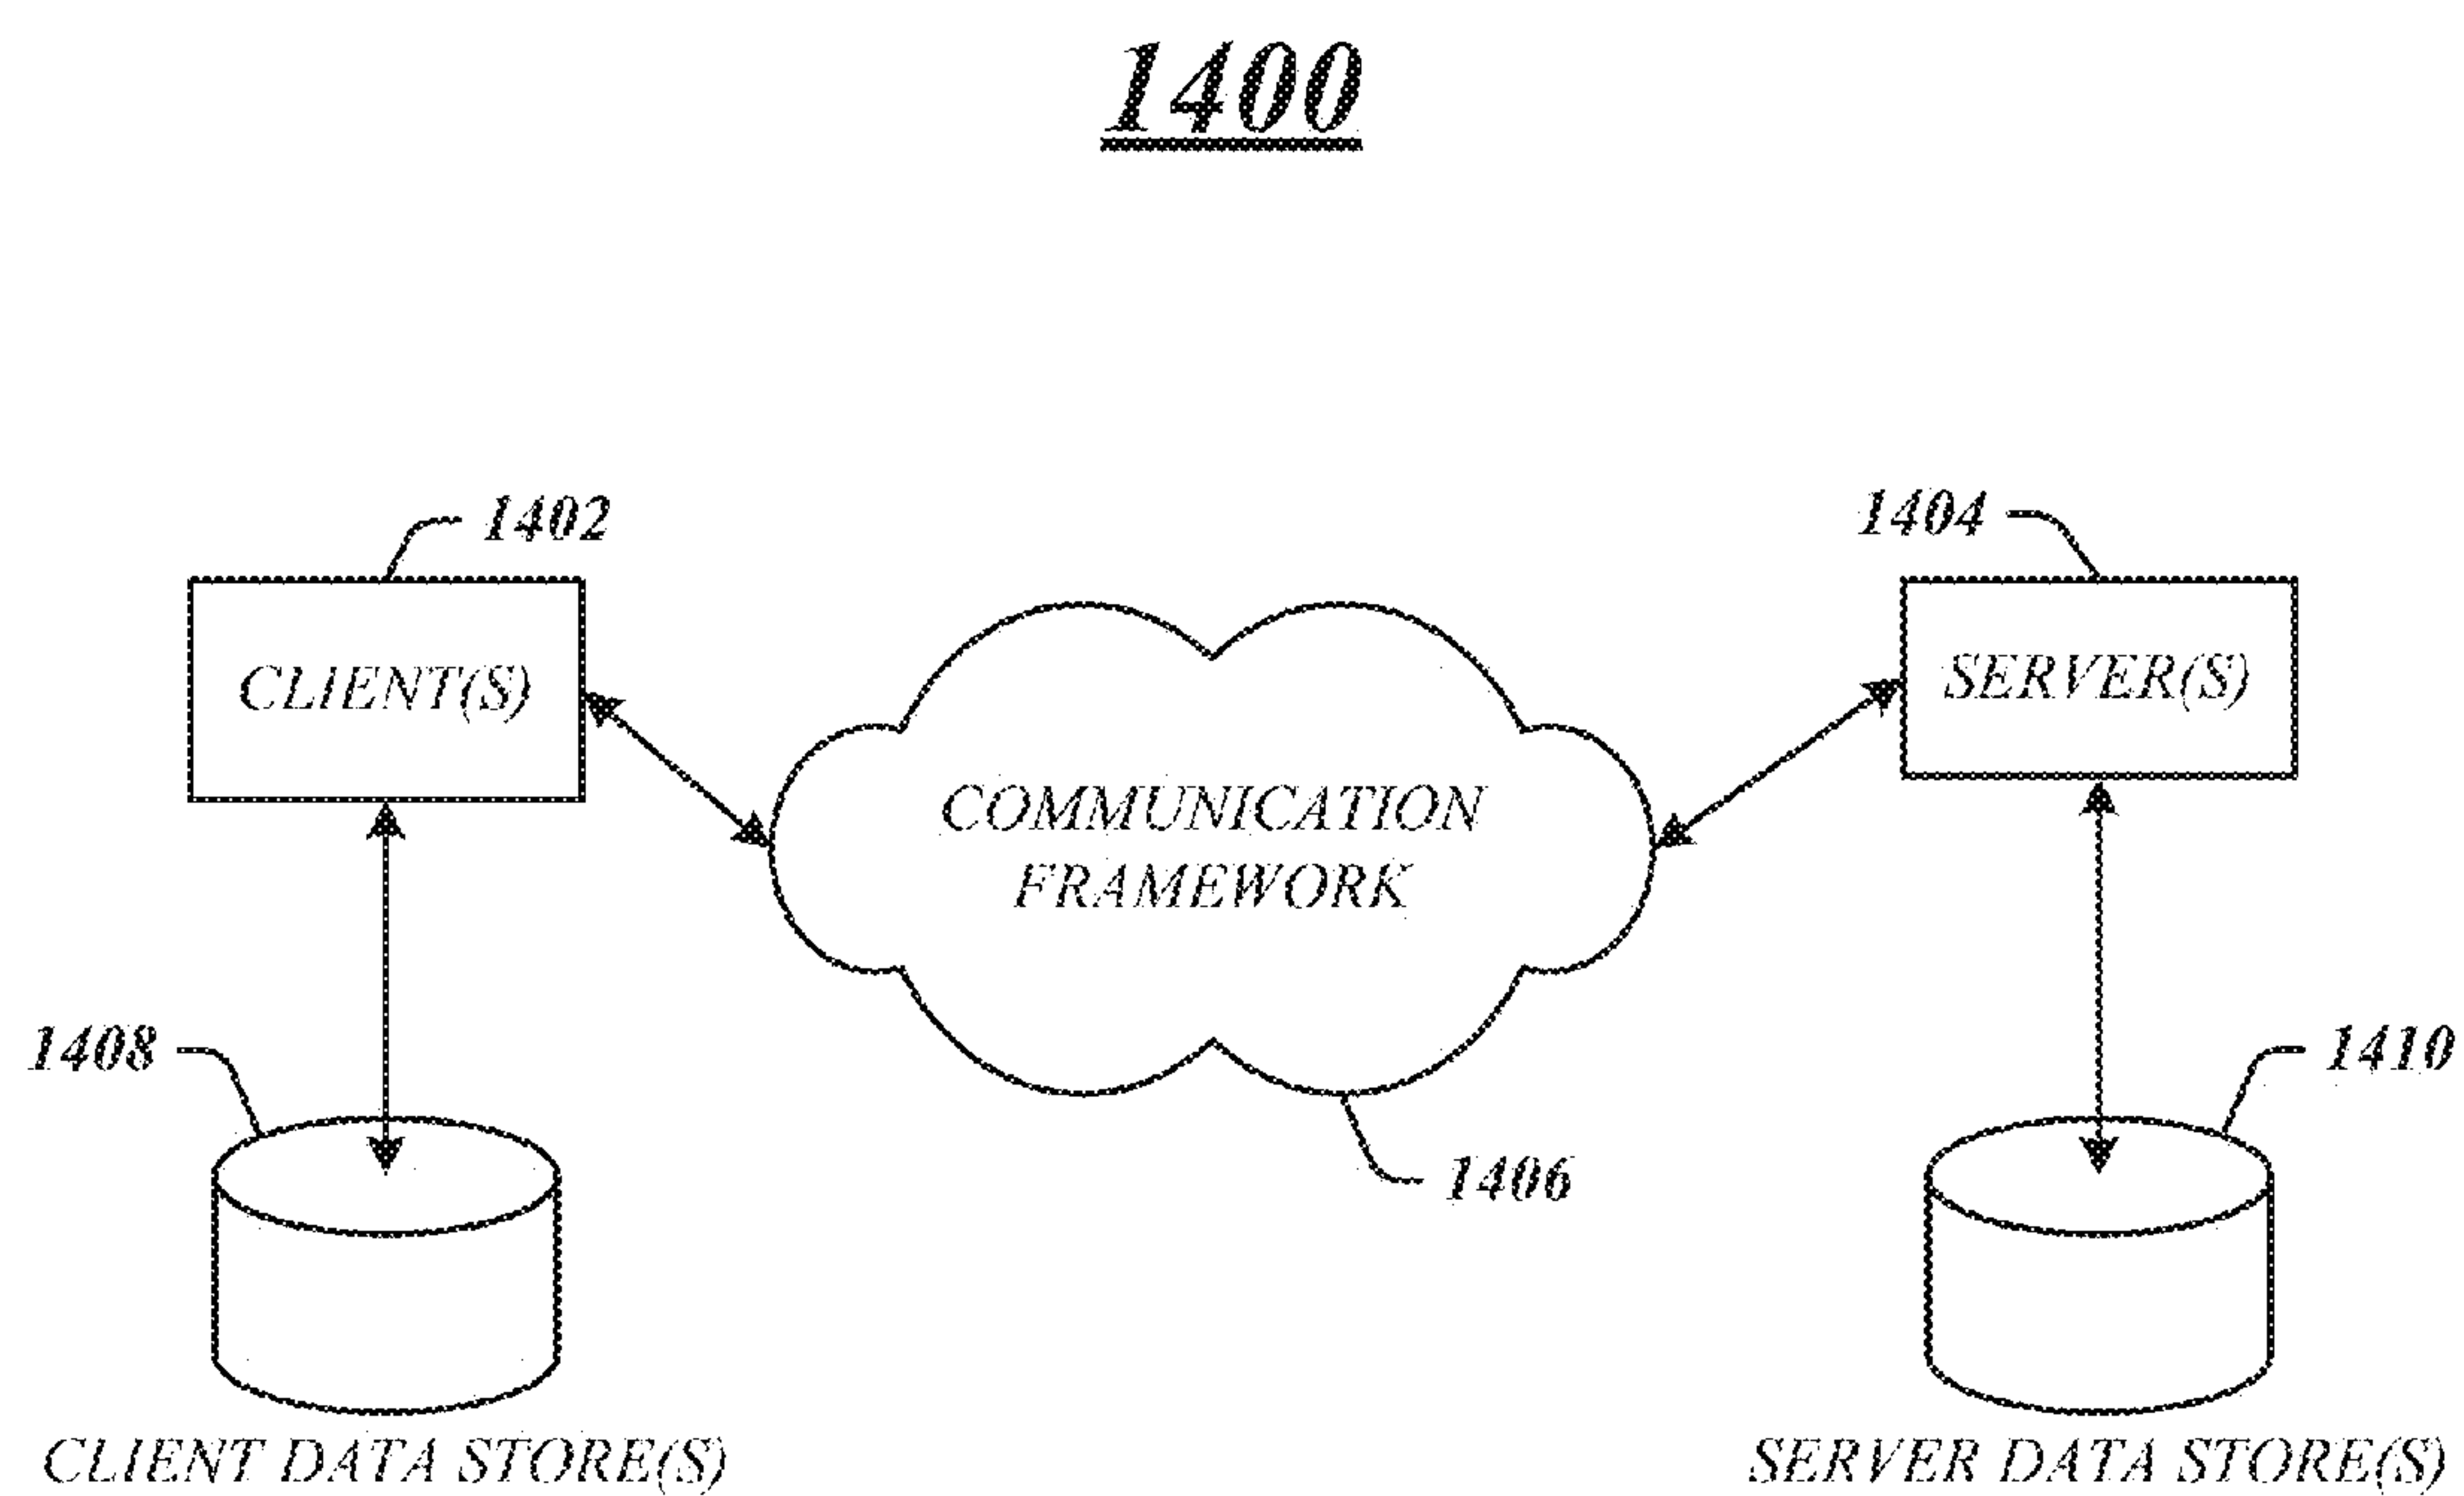 1400
1402
1404
CLIENT(S)
SERVER(S)
COMMUNICATION
FRAMEWORK
1408
1410
1406
CLIENT DATA STORE(S)
SERVER DATA STORE(S)